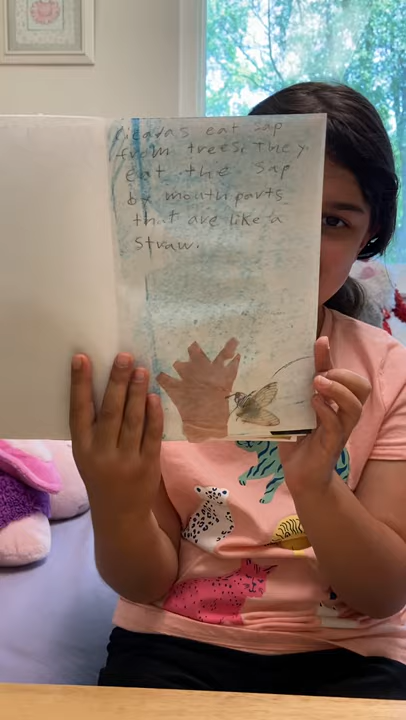 Cicadas eat sap
from trees. They
eat the sap
by mouth parts
that are like a
straw.